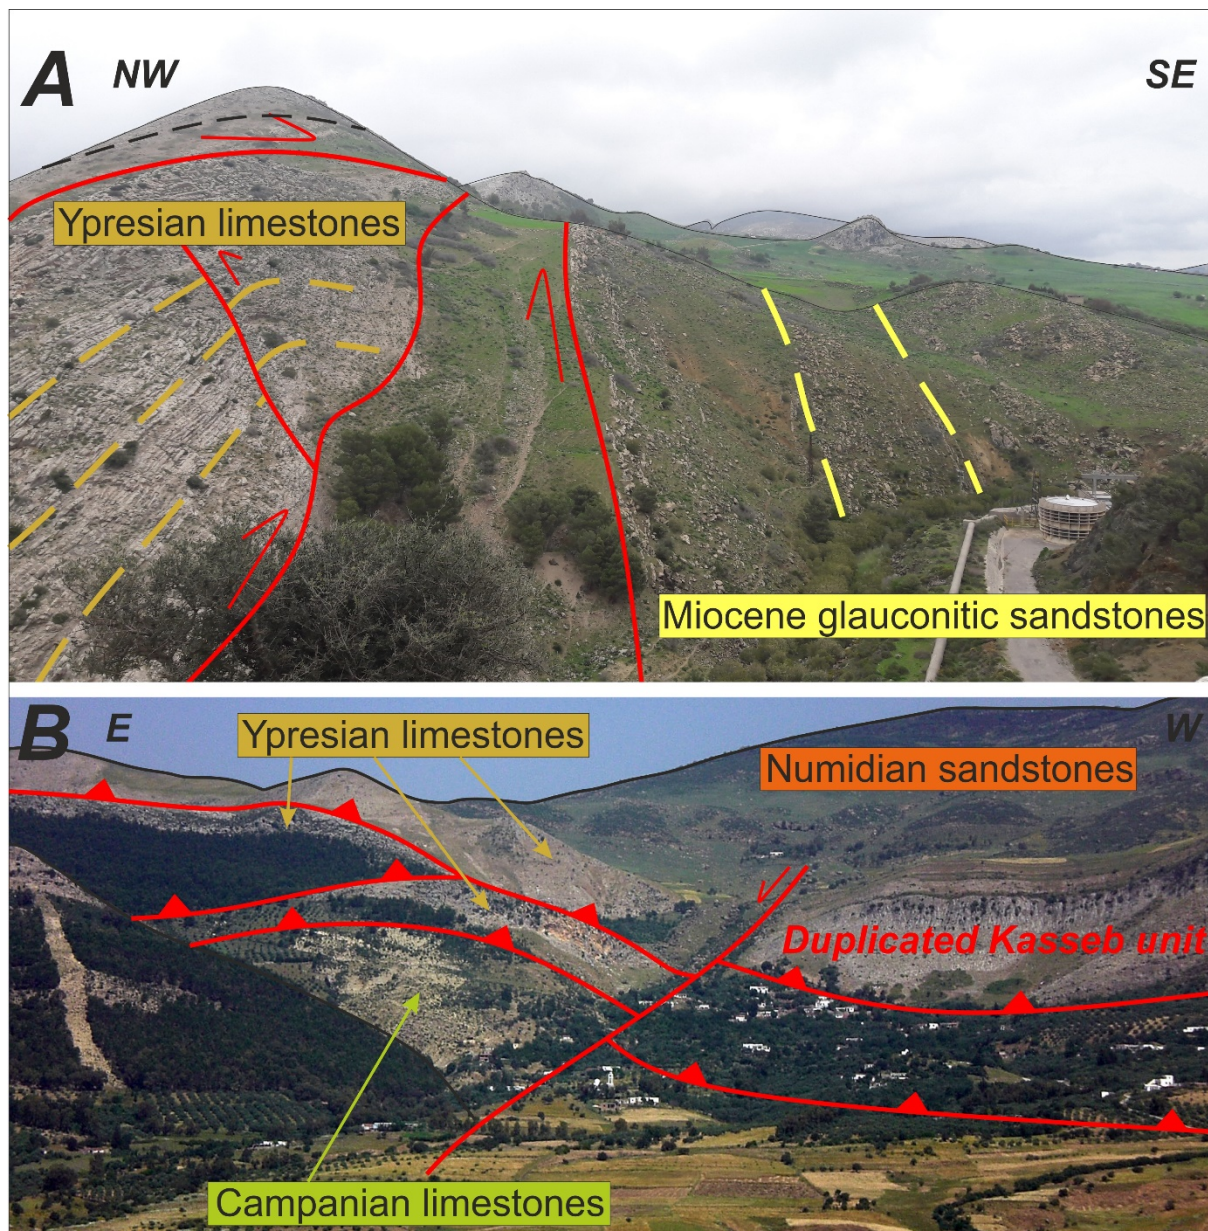 A NW SE
Ypresian limestones
Miocene glauconitic sandstones
B E W
Ypresian limestones
Numidian sandstones
Duplicated Kasseb unit
Campanian limestones